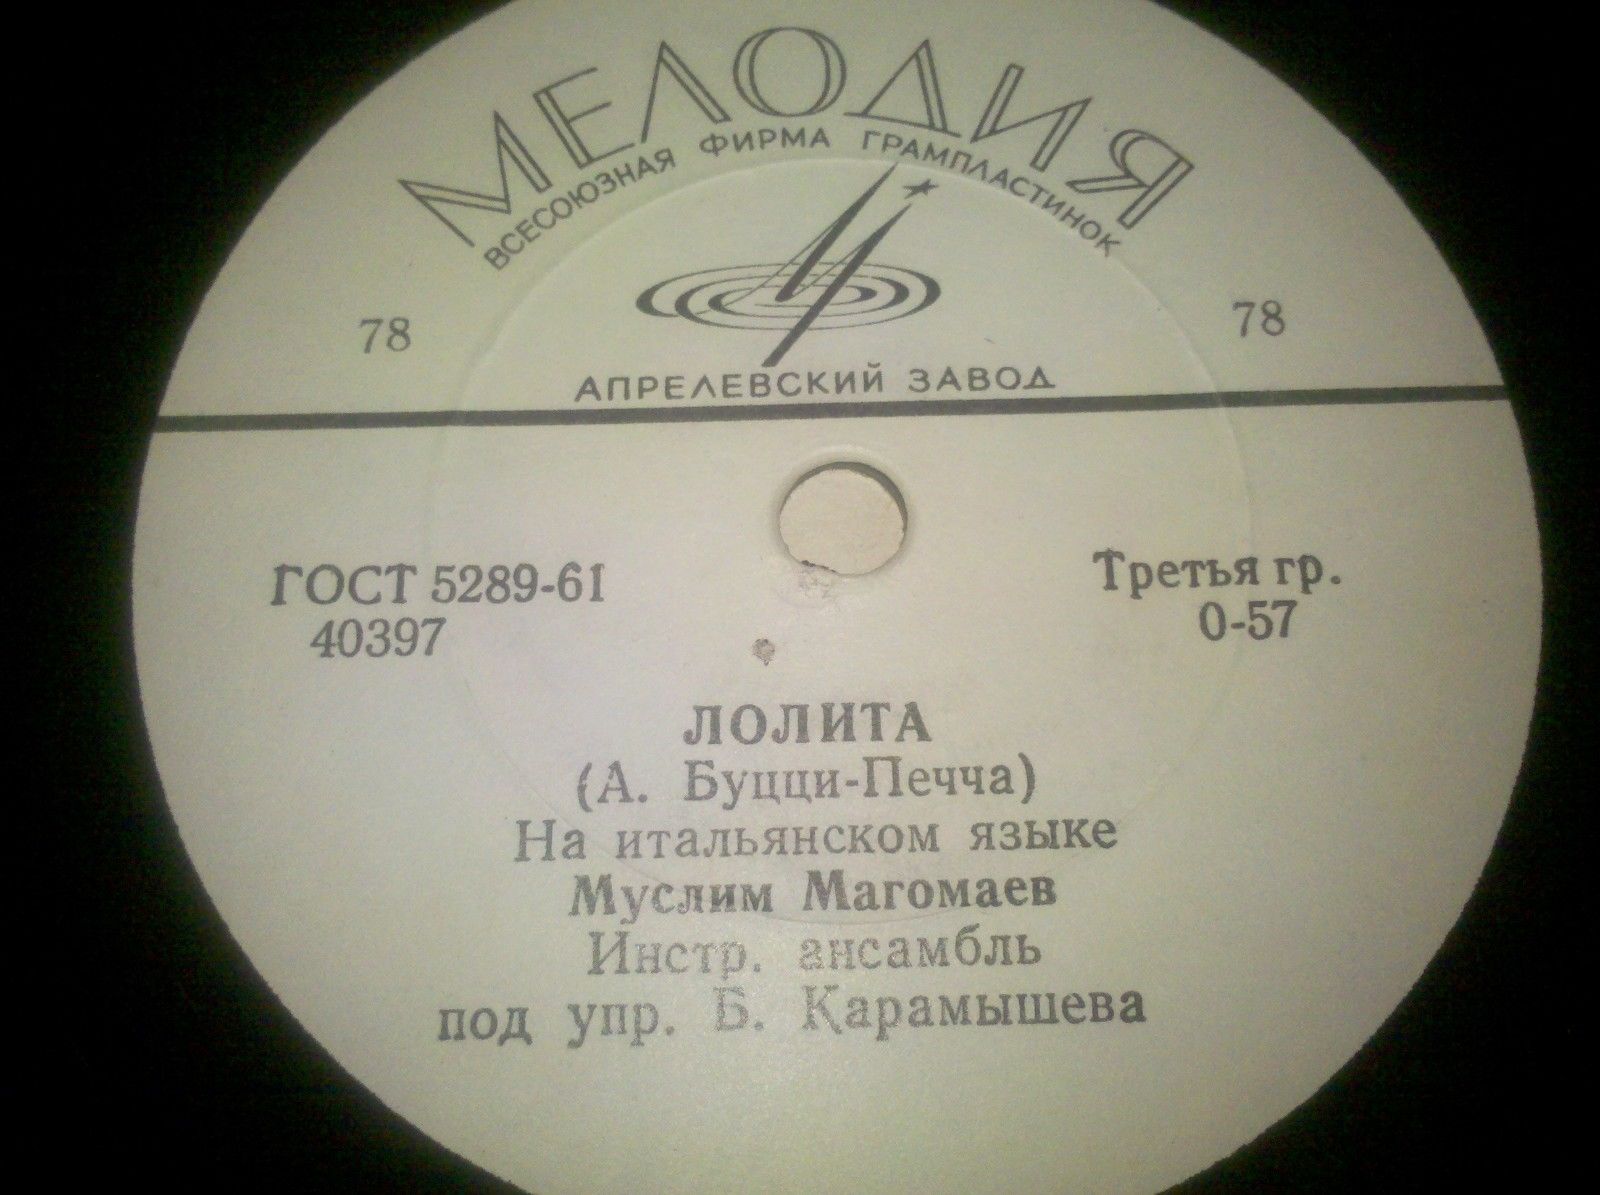 МЕЛОДИЯ
ВСЕСОЮЗНАЯ ФИРМА ГРАМПЛАСТИНОК
78 78
АПРЕЛЕВСКИЙ ЗАВОД
ГОСТ 5289-61 Третья гр.
40397 0-57
ЛОЛИТА
(А. Буцци-Печча)
На итальянском языке
Муслим Магомаев
Инстр. ансамбль
под упр. Б. Карамышева